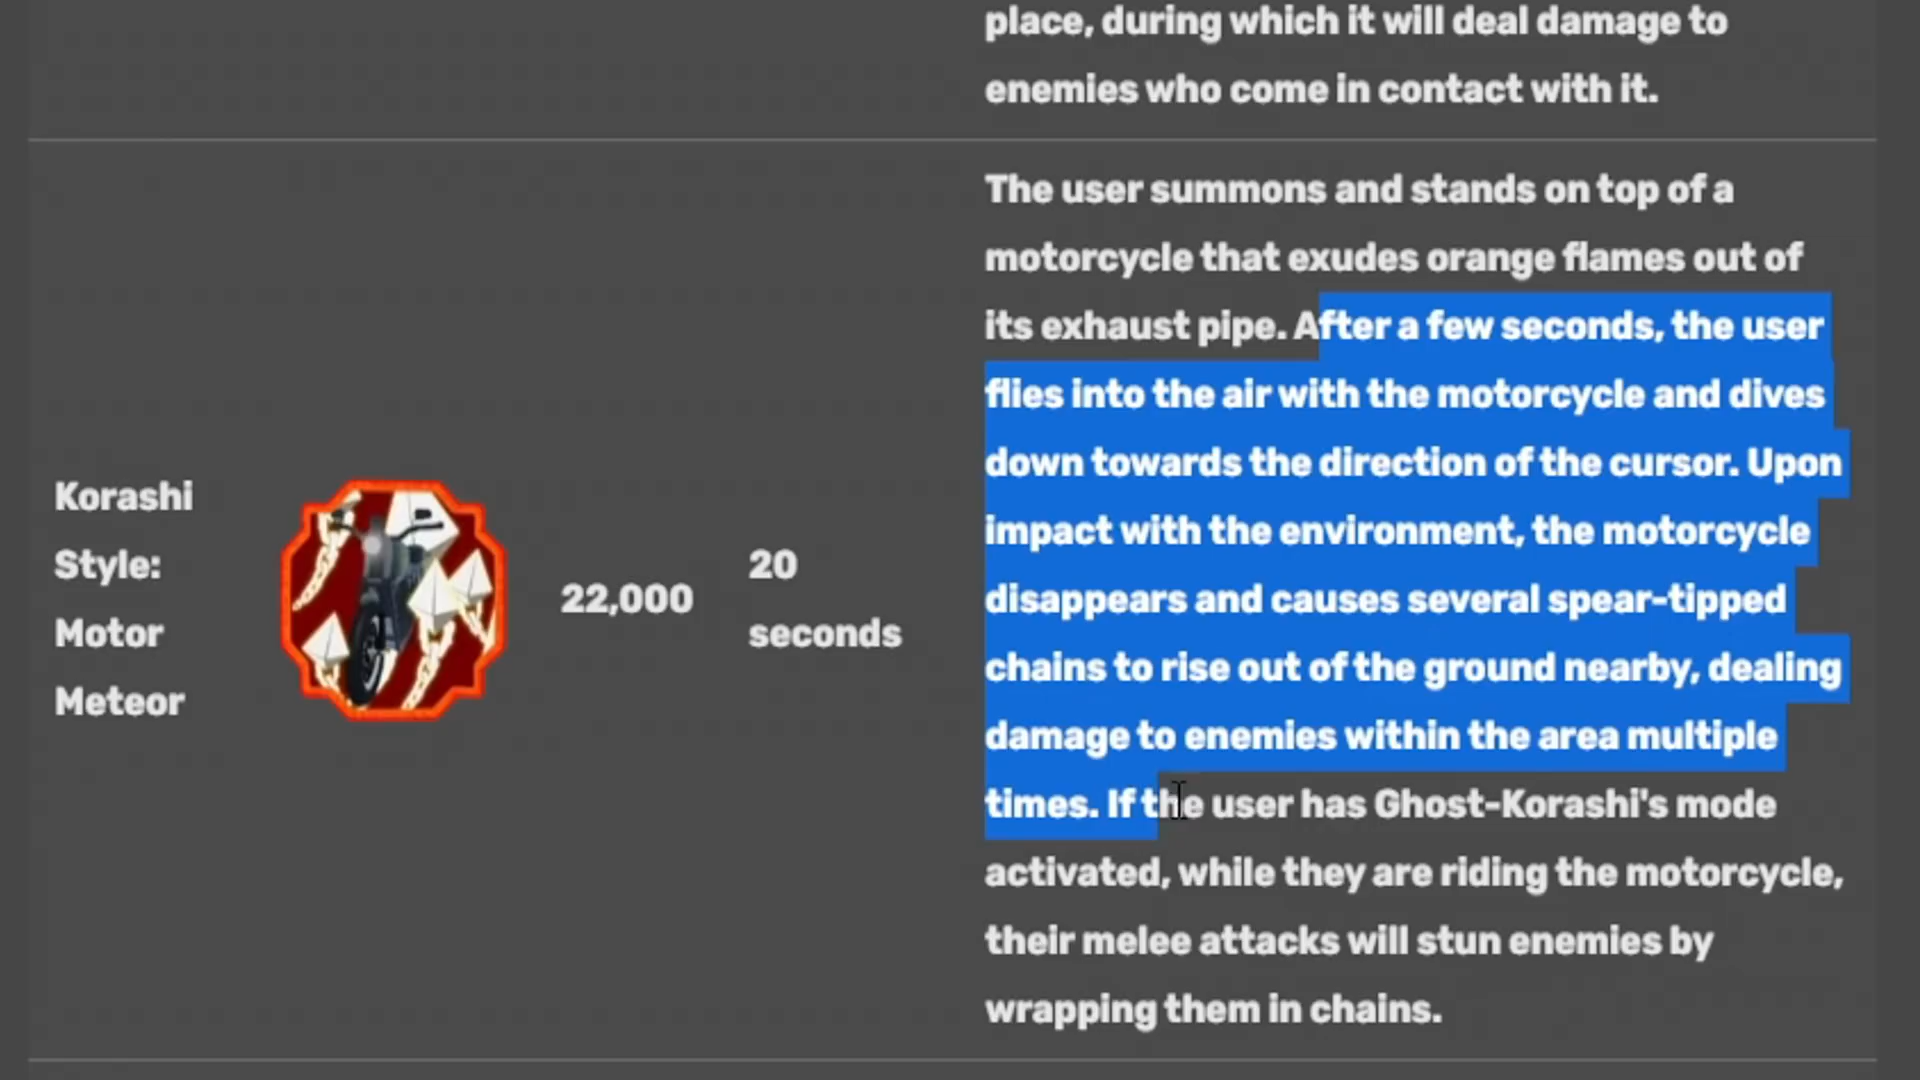 place, during which it will deal damage to
enemies who come in contact with it.
Korashi
Style:
Motor
Meteor
22,000
20
seconds
The user summons and stands on top of a
motorcycle that exudes orange flames out of
its exhaust pipe. After a few seconds, the user
flies into the air with the motorcycle and dives
down towards the direction of the cursor. Upon
impact with the environment, the motorcycle
disappears and causes several spear-tipped
chains to rise out of the ground nearby, dealing
damage to enemies within the area multiple
times. If the user has Ghost-Korashi's mode
activated, while they are riding the motorcycle,
their melee attacks will stun enemies by
wrapping them in chains.